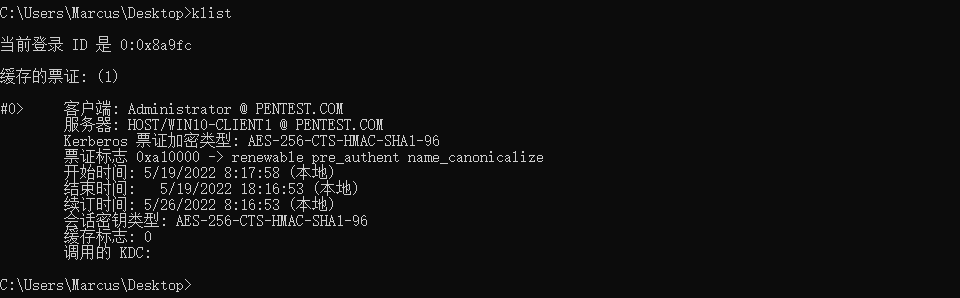 C:\Users\Marcus\Desktop>klist
当前登录 ID 是 0:0x8a9fc
缓存的票证: (1)
#0> 客户端: Administrator @ PENTEST.COM
服务器: HOST/WIN10-CLIENT1 @ PENTEST.COM
Kerberos 票证加密类型: AES-256-CTS-HMAC-SHA1-96
票证标志 0xa10000 -> renewable pre_authent name_canonicalize
开始时间: 5/19/2022 8:17:58 (本地)
结束时间: 5/19/2022 18:16:53 (本地)
续订时间: 5/26/2022 8:16:53 (本地)
会话密钥类型: AES-256-CTS-HMAC-SHA1-96
缓存标志: 0
调用的 KDC:
C:\Users\Marcus\Desktop>